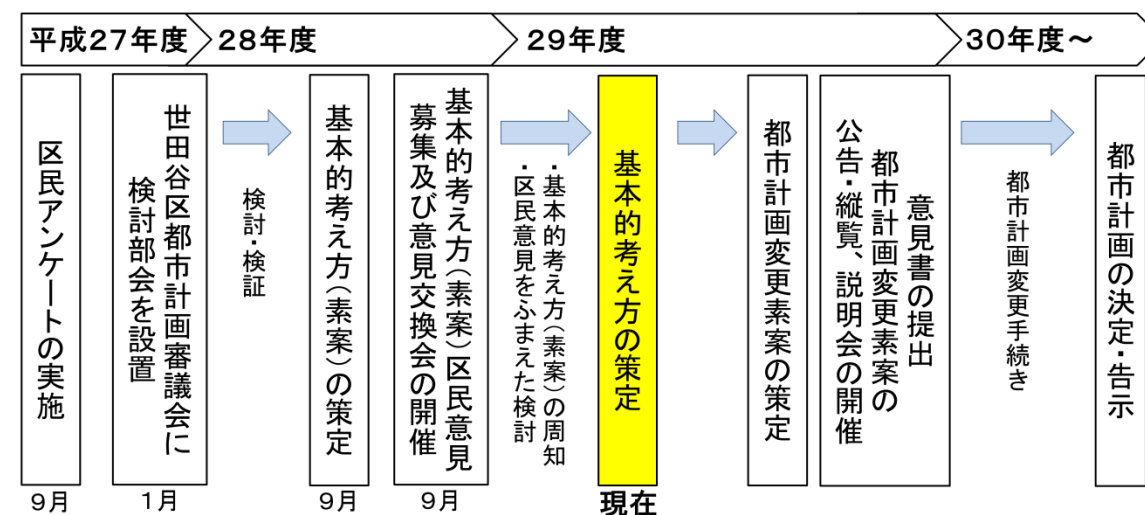 平成27年度
28年度
29年度
30年度～
区民アンケートの実施
9月
世田谷区都市計画審議会に
検討部会を設置
1月
検討・検証
基本的考え方（素案）の策定
9月
基本的考え方（素案）区民意見
募集及び意見交換会の開催
9月
・基本的考え方（素案）の周知
・区民意見をふまえた検討
基本的考え方の策定
現在
都市計画変更素案の策定
意見書の提出
都市計画変更素案の
公告・縦覧、説明会の開催
都市計画変更手続き
都市計画の決定・告示